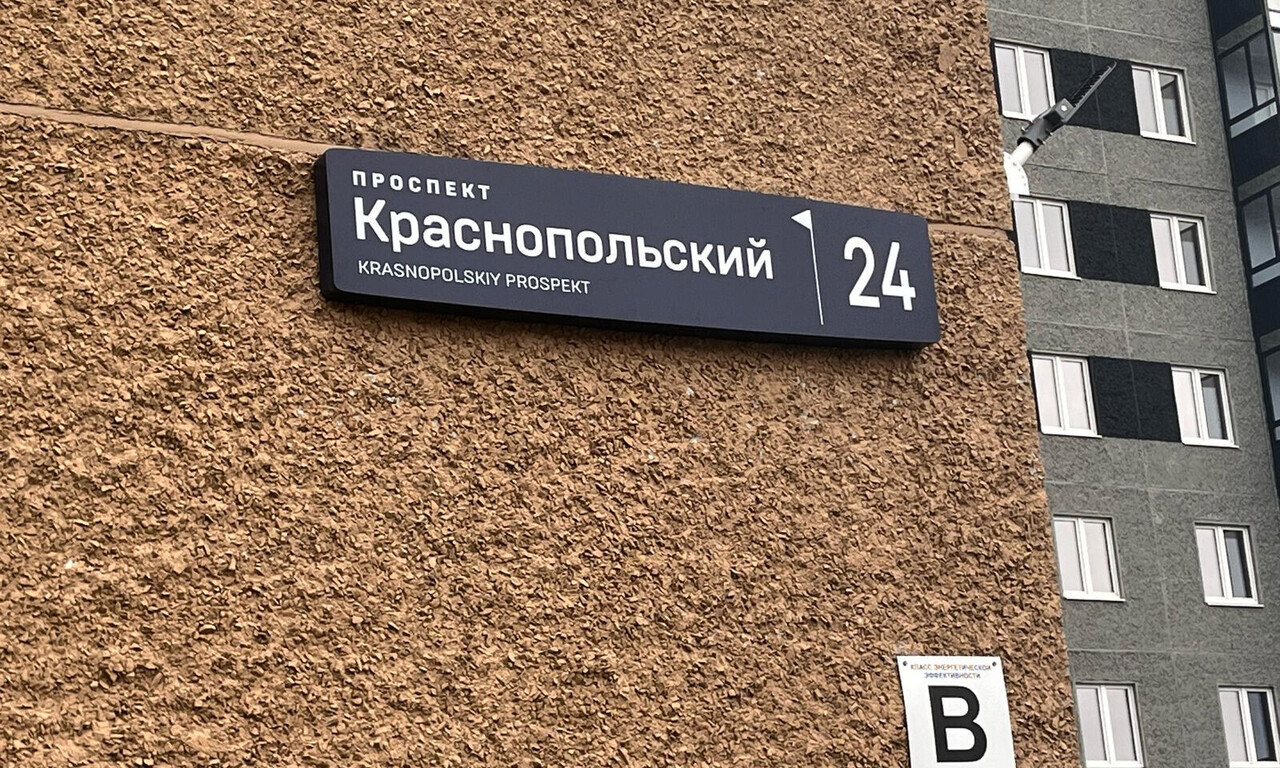 ПРОСПЕКТ
Краснопольский
KRASNOPOLSKIY PROSPEKT
24
КЛАСС ЭНЕРГЕТИЧЕСКОЙ
ЭФФЕКТИВНОСТИ
B